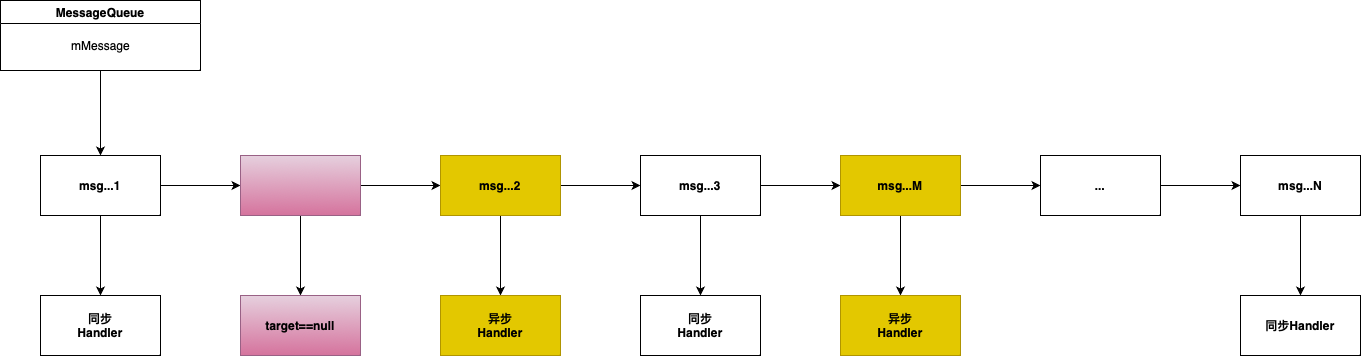 MessageQueue
mMessage
msg...1
msg...2
msg...3
msg...M
...
msg...N
同步
Handler
target==null
异步
Handler
同步
Handler
异步
Handler
同步Handler